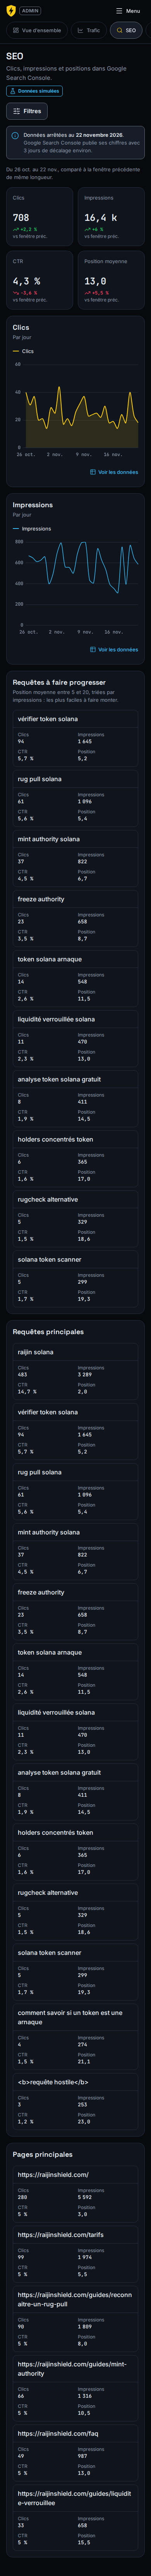 ADMIN
Menu
Vue d'ensemble
Trafic
SEO
SEO
Clics, impressions et positions dans Google
Search Console.
Données simulées
Filtres
Données arrêtées au 22 novembre 2026.
Google Search Console publie ses chiffres avec
3 jours de décalage environ.
Du 26 oct. au 22 nov., comparé à la fenêtre précédente
de même longueur.
Clics
708
+2,2 %
vs fenêtre préc.
Impressions
16,4 k
+6 %
vs fenêtre préc.
CTR
4,3 %
-3,6 %
vs fenêtre préc.
Position moyenne
13,0
+5,5 %
vs fenêtre préc.
Clics
Par jour
Clics
60
40
20
0
26 oct.
2 nov.
9 nov.
16 nov.
Voir les données
Impressions
Par jour
Impressions
800
600
400
200
0
26 oct.
2 nov.
9 nov.
16 nov.
Voir les données
Requêtes à faire progresser
Position moyenne entre 5 et 20, triées par
impressions : les plus faciles à faire monter.
vérifier token solana
Clics
94
Impressions
1 645
CTR
5,7 %
Position
5,2
rug pull solana
Clics
61
Impressions
1 096
CTR
5,6 %
Position
5,4
mint authority solana
Clics
37
Impressions
822
CTR
4,5 %
Position
6,7
freeze authority
Clics
23
Impressions
658
CTR
3,5 %
Position
8,7
token solana arnaque
Clics
14
Impressions
548
CTR
2,6 %
Position
11,5
liquidité verrouillée solana
Clics
11
Impressions
470
CTR
2,3 %
Position
13,0
analyse token solana gratuit
Clics
8
Impressions
411
CTR
1,9 %
Position
14,5
holders concentrés token
Clics
6
Impressions
365
CTR
1,6 %
Position
17,0
rugcheck alternative
Clics
5
Impressions
329
CTR
1,5 %
Position
18,6
solana token scanner
Clics
5
Impressions
299
CTR
1,7 %
Position
19,3
Requêtes principales
raijin solana
Clics
483
Impressions
3 289
CTR
14,7 %
Position
2,0
vérifier token solana
Clics
94
Impressions
1 645
CTR
5,7 %
Position
5,2
rug pull solana
Clics
61
Impressions
1 096
CTR
5,6 %
Position
5,4
mint authority solana
Clics
37
Impressions
822
CTR
4,5 %
Position
6,7
freeze authority
Clics
23
Impressions
658
CTR
3,5 %
Position
8,7
token solana arnaque
Clics
14
Impressions
548
CTR
2,6 %
Position
11,5
liquidité verrouillée solana
Clics
11
Impressions
470
CTR
2,3 %
Position
13,0
analyse token solana gratuit
Clics
8
Impressions
411
CTR
1,9 %
Position
14,5
holders concentrés token
Clics
6
Impressions
365
CTR
1,6 %
Position
17,0
rugcheck alternative
Clics
5
Impressions
329
CTR
1,5 %
Position
18,6
solana token scanner
Clics
5
Impressions
299
CTR
1,7 %
Position
19,3
comment savoir si un token est une
arnaque
Clics
4
Impressions
274
CTR
1,5 %
Position
21,1
<b>requête hostile</b>
Clics
3
Impressions
253
CTR
1,2 %
Position
23,0
Pages principales
https://raijinshield.com/
Clics
280
Impressions
5 592
CTR
5 %
Position
3,0
https://raijinshield.com/tarifs
Clics
99
Impressions
1 974
CTR
5 %
Position
5,5
https://raijinshield.com/guides/reconn
aitre-un-rug-pull
Clics
90
Impressions
1 809
CTR
5 %
Position
8,0
https://raijinshield.com/guides/mint-
authority
Clics
66
Impressions
1 316
CTR
5 %
Position
10,5
https://raijinshield.com/faq
Clics
49
Impressions
987
CTR
5 %
Position
13,0
https://raijinshield.com/guides/liquidit
e-verrouillee
Clics
33
Impressions
658
CTR
5 %
Position
15,5